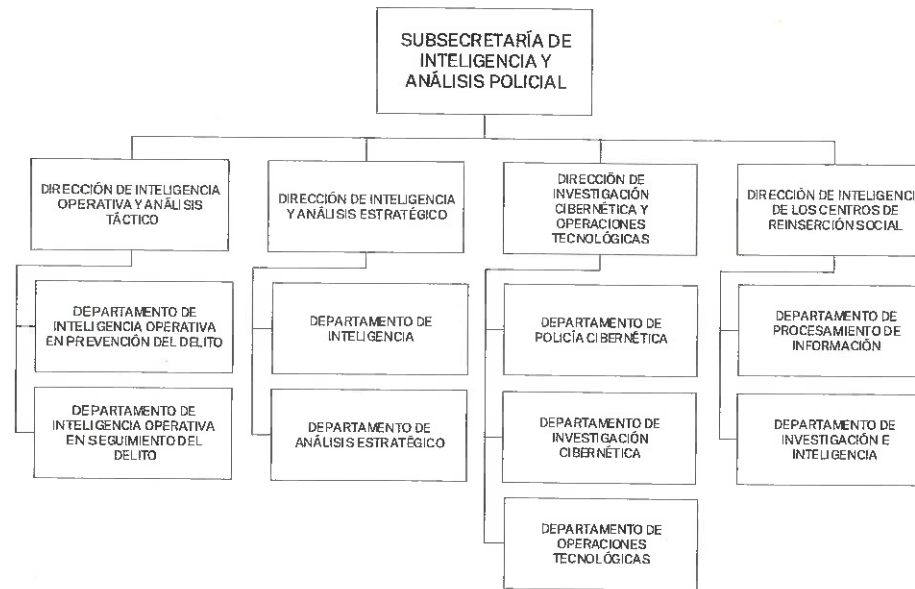 SUBSECRETARÍA DE
INTELIGENCIA Y
ANÁLISIS POLICIAL
DIRECCIÓN DE INTELIGENCIA
OPERATIVA Y ANÁLISIS
TÁCTICO
DIRECCIÓN DE INTELIGENCIA
Y ANÁLISIS ESTRATÉGICO
DIRECCIÓN DE
INVESTIGACIÓN
CIBERNÉTICA Y
OPERACIONES
TECNOLÓGICAS
DIRECCIÓN DE INTELIGENCIA
DE LOS CENTROS DE
REINSERCIÓN SOCIAL
DEPARTAMENTO DE
INTELIGENCIA OPERATIVA
EN PREVENCIÓN DEL DELITO
DEPARTAMENTO DE
INTELIGENCIA
DEPARTAMENTO DE
POLICÍA CIBERNÉTICA
DEPARTAMENTO DE
PROCESAMIENTO DE
INFORMACIÓN
DEPARTAMENTO DE
INTELIGENCIA OPERATIVA
EN SEGUIMIENTO DEL
DELITO
DEPARTAMENTO DE
ANÁLISIS ESTRATÉGICO
DEPARTAMENTO DE
INVESTIGACIÓN
CIBERNÉTICA
DEPARTAMENTO DE
INVESTIGACIÓN E
INTELIGENCIA
DEPARTAMENTO DE
OPERACIONES
TECNOLÓGICAS